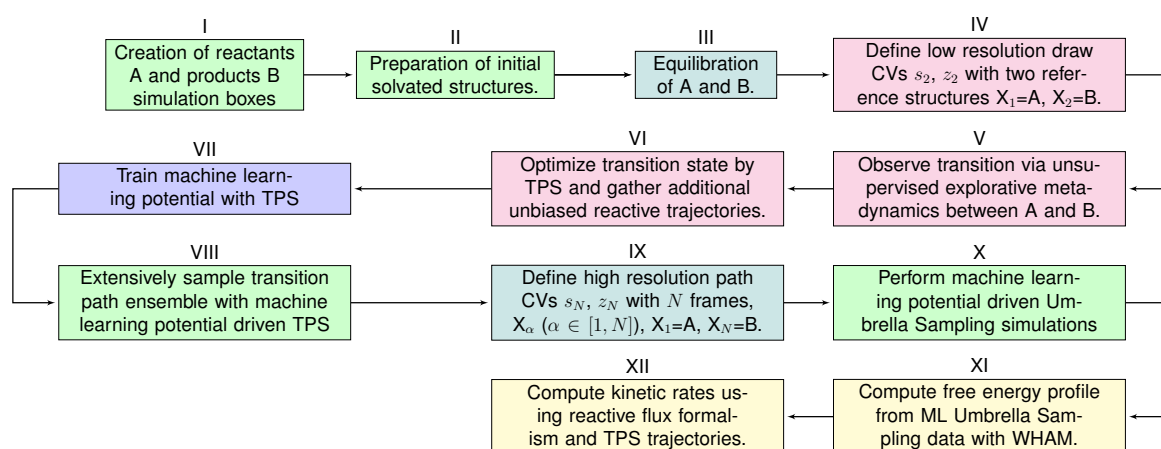 I
Creation of reactants
A and products B
simulation boxes
II
Preparation of initial
solvated structures.
III
Equilibration
of A and B.
IV
Define low resolution draw
CVs s₂, z₂ with two refer-
ence structures X₁=A, X₂=B.
V
Observe transition via unsu-
pervised explorative meta-
dynamics between A and B.
VI
Optimize transition state by
TPS and gather additional
unbiased reactive trajectories.
VII
Train machine learn-
ing potential with TPS
VIII
Extensively sample transition
path ensemble with machine
learning potential driven TPS
IX
Define high resolution path
CVs s_N, z_N with N frames,
X_α (α ∈ [1, N]), X₁=A, X_N=B.
X
Perform machine learn-
ing potential driven Um-
brella Sampling simulations
XI
Compute free energy profile
from ML Umbrella Sam-
pling data with WHAM.
XII
Compute kinetic rates us-
ing reactive flux formal-
ism and TPS trajectories.